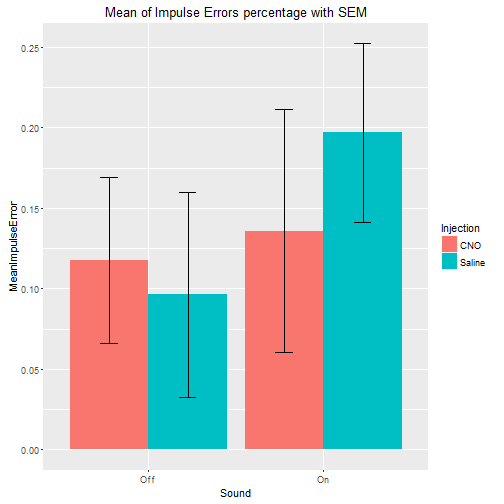 Mean of Impulse Errors percentage with SEM
0.25
0.20
0.15
0.10
0.05
0.00
MeanImpulseError
Off
On
Sound
Injection
CNO
Saline